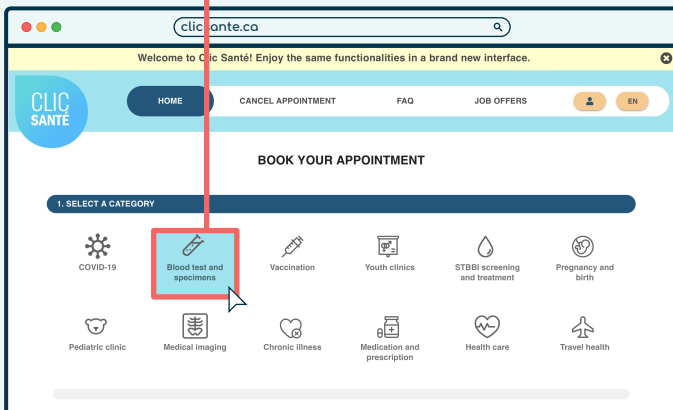 clicsante.ca
Welcome to Clic Santé! Enjoy the same functionalities in a brand new interface.
CLIC
SANTÉ
HOME
CANCEL APPOINTMENT
FAQ
JOB OFFERS
EN
BOOK YOUR APPOINTMENT
1. SELECT A CATEGORY
COVID-19
Blood test and
specimens
Vaccination
Youth clinics
STBBI screening
and treatment
Pregnancy and
birth
Pediatric clinic
Medical imaging
Chronic illness
Medication and
prescription
Health care
Travel health